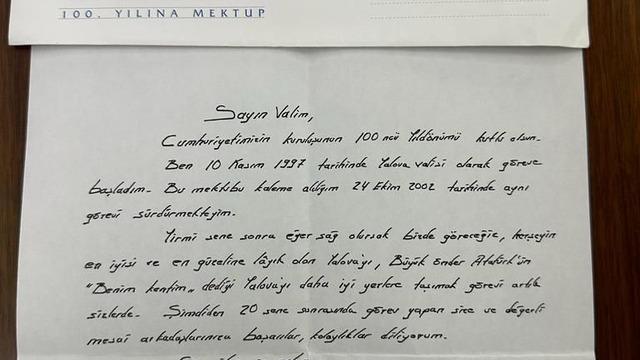 100. YILINA MEKTUP
Sayın Valim,
Cumhuriyetimizin kuruluşunun 100 ncü Yıldönümü kutlu olsun.
Ben 10 Kasım 1997 tarihinde Yalova valisi olarak göreve
başladım. Bu mektubu kaleme aldığım 24 Ekim 2002 tarihinde aynı
görevi sürdürmekteyim.
Yirmi sene sonra eğer sağ olursak bizde göreceğiz, herşeyin
en iyisi ve en güzeline lâyık olan Yalova'yı, Büyük önder Atatürk'ün
"Benim kentim" dediği Yalova'yı daha iyi yerlere taşımak görevi artık
sizlerde. Şimdiden 20 sene sonrasında görev yapan size ve değerli
mesai arkadaşlarınıza başarılar, kolaylıklar diliyorum.